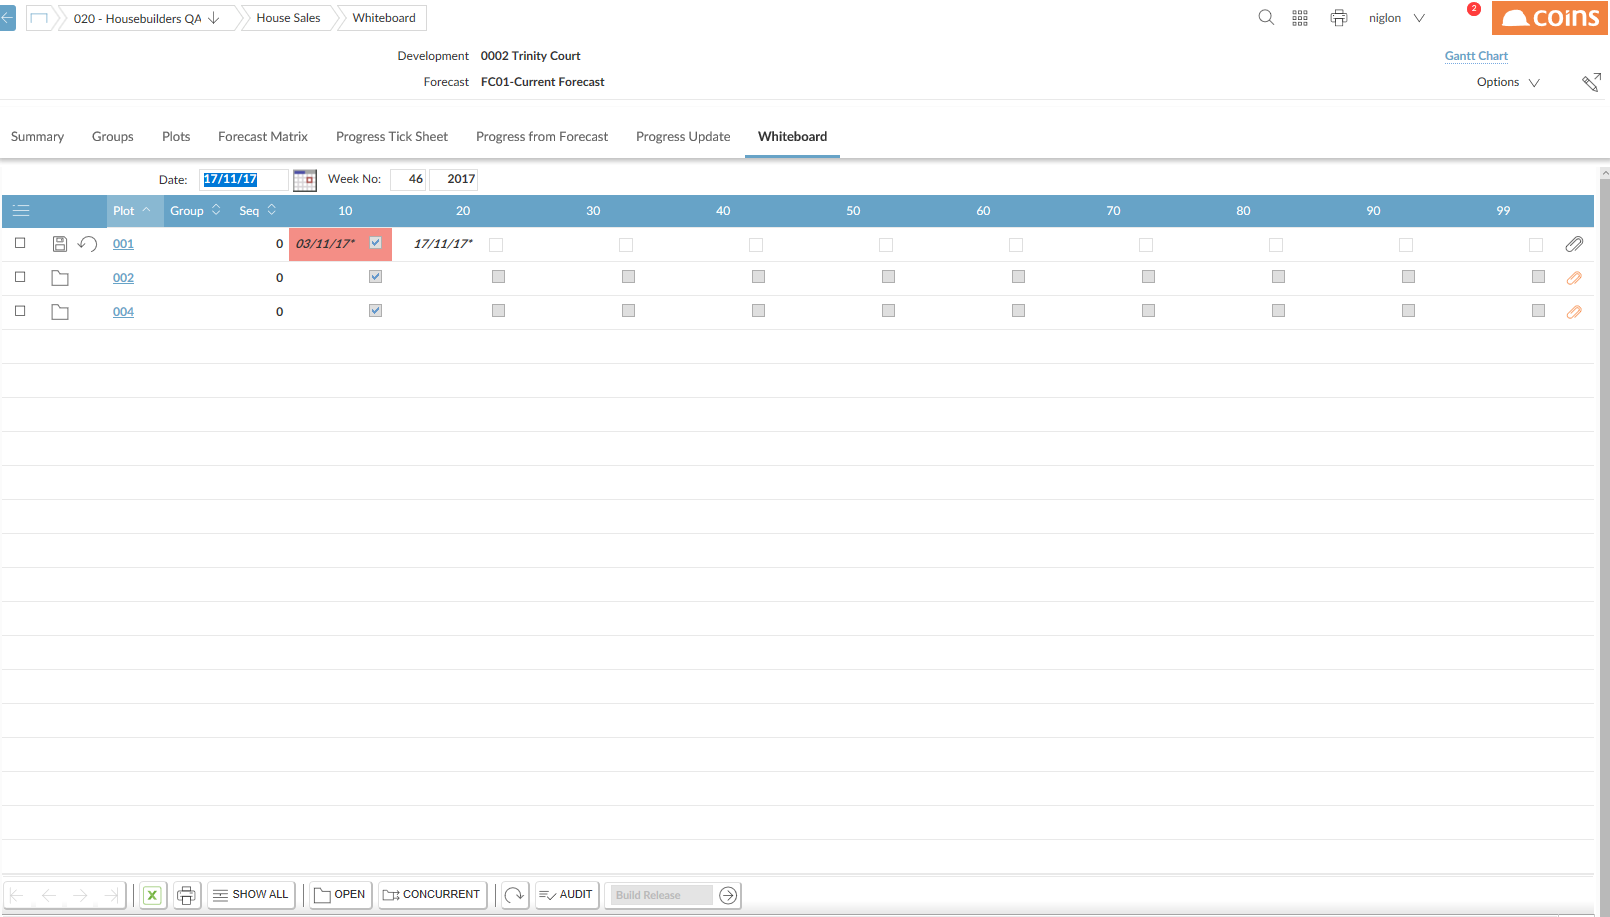 020 - Housebuilders QA House Sales Whiteboard niglon 2 coins
Development 0002 Trinity Court Gantt Chart
Forecast FC01-Current Forecast Options
Summary Groups Plots Forecast Matrix Progress Tick Sheet Progress from Forecast Progress Update Whiteboard
Date: 17/11/17 Week No: 46 2017
Plot Group Seq 10 20 30 40 50 60 70 80 90 99
001 0 03/11/17* 17/11/17*
002 0
004 0
X SHOW ALL OPEN CONCURRENT AUDIT Build Release